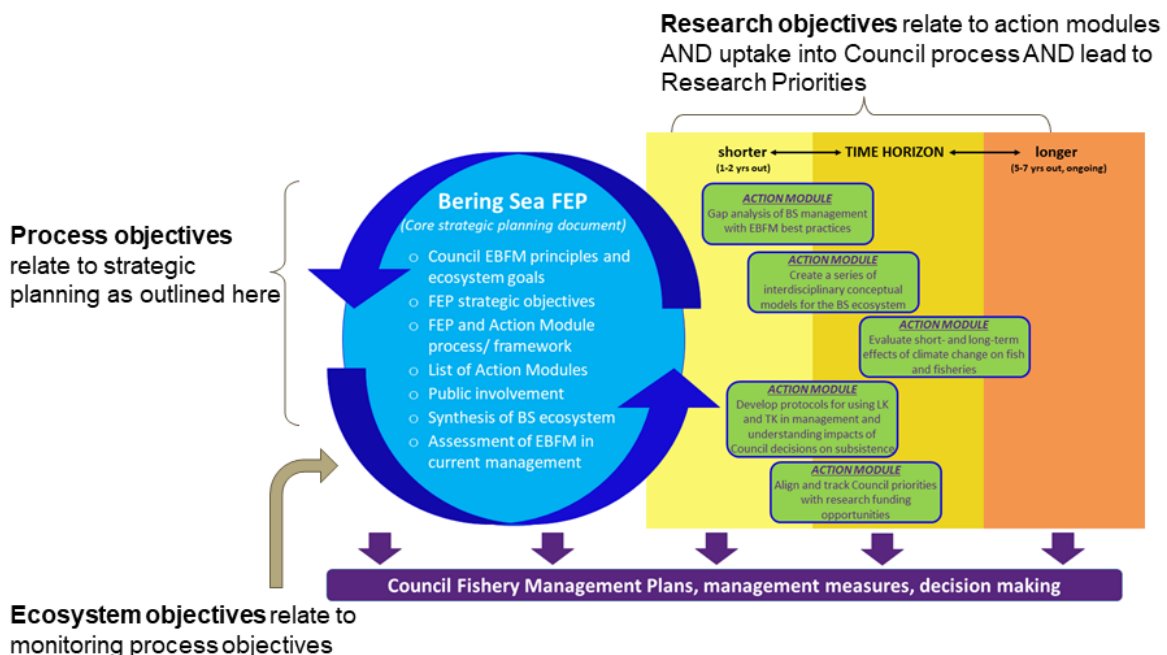 Research objectives relate to action modules
AND uptake into Council process AND lead to
Research Priorities
shorter
(1-2 yrs out)
TIME HORIZON
longer
(5-7 yrs out, ongoing)
Bering Sea FEP
(Core strategic planning document)
o Council EBFM principles and
ecosystem goals
o FEP strategic objectives
o FEP and Action Module
process/ framework
o List of Action Modules
o Public involvement
o Synthesis of BS ecosystem
o Assessment of EBFM in
current management
Process objectives
relate to strategic
planning as outlined here
ACTION MODULE
Gap analysis of BS management
with EBFM best practices
ACTION MODULE
Create a series of
interdisciplinary conceptual
models for the BS ecosystem
ACTION MODULE
Evaluate short- and long-term
effects of climate change on fish
and fisheries
ACTION MODULE
Develop protocols for using LK
and TK in management and
understanding impacts of
Council decisions on subsistence
ACTION MODULE
Align and track Council priorities
with research funding
opportunities
Council Fishery Management Plans, management measures, decision making
Ecosystem objectives relate to
monitoring process objectives